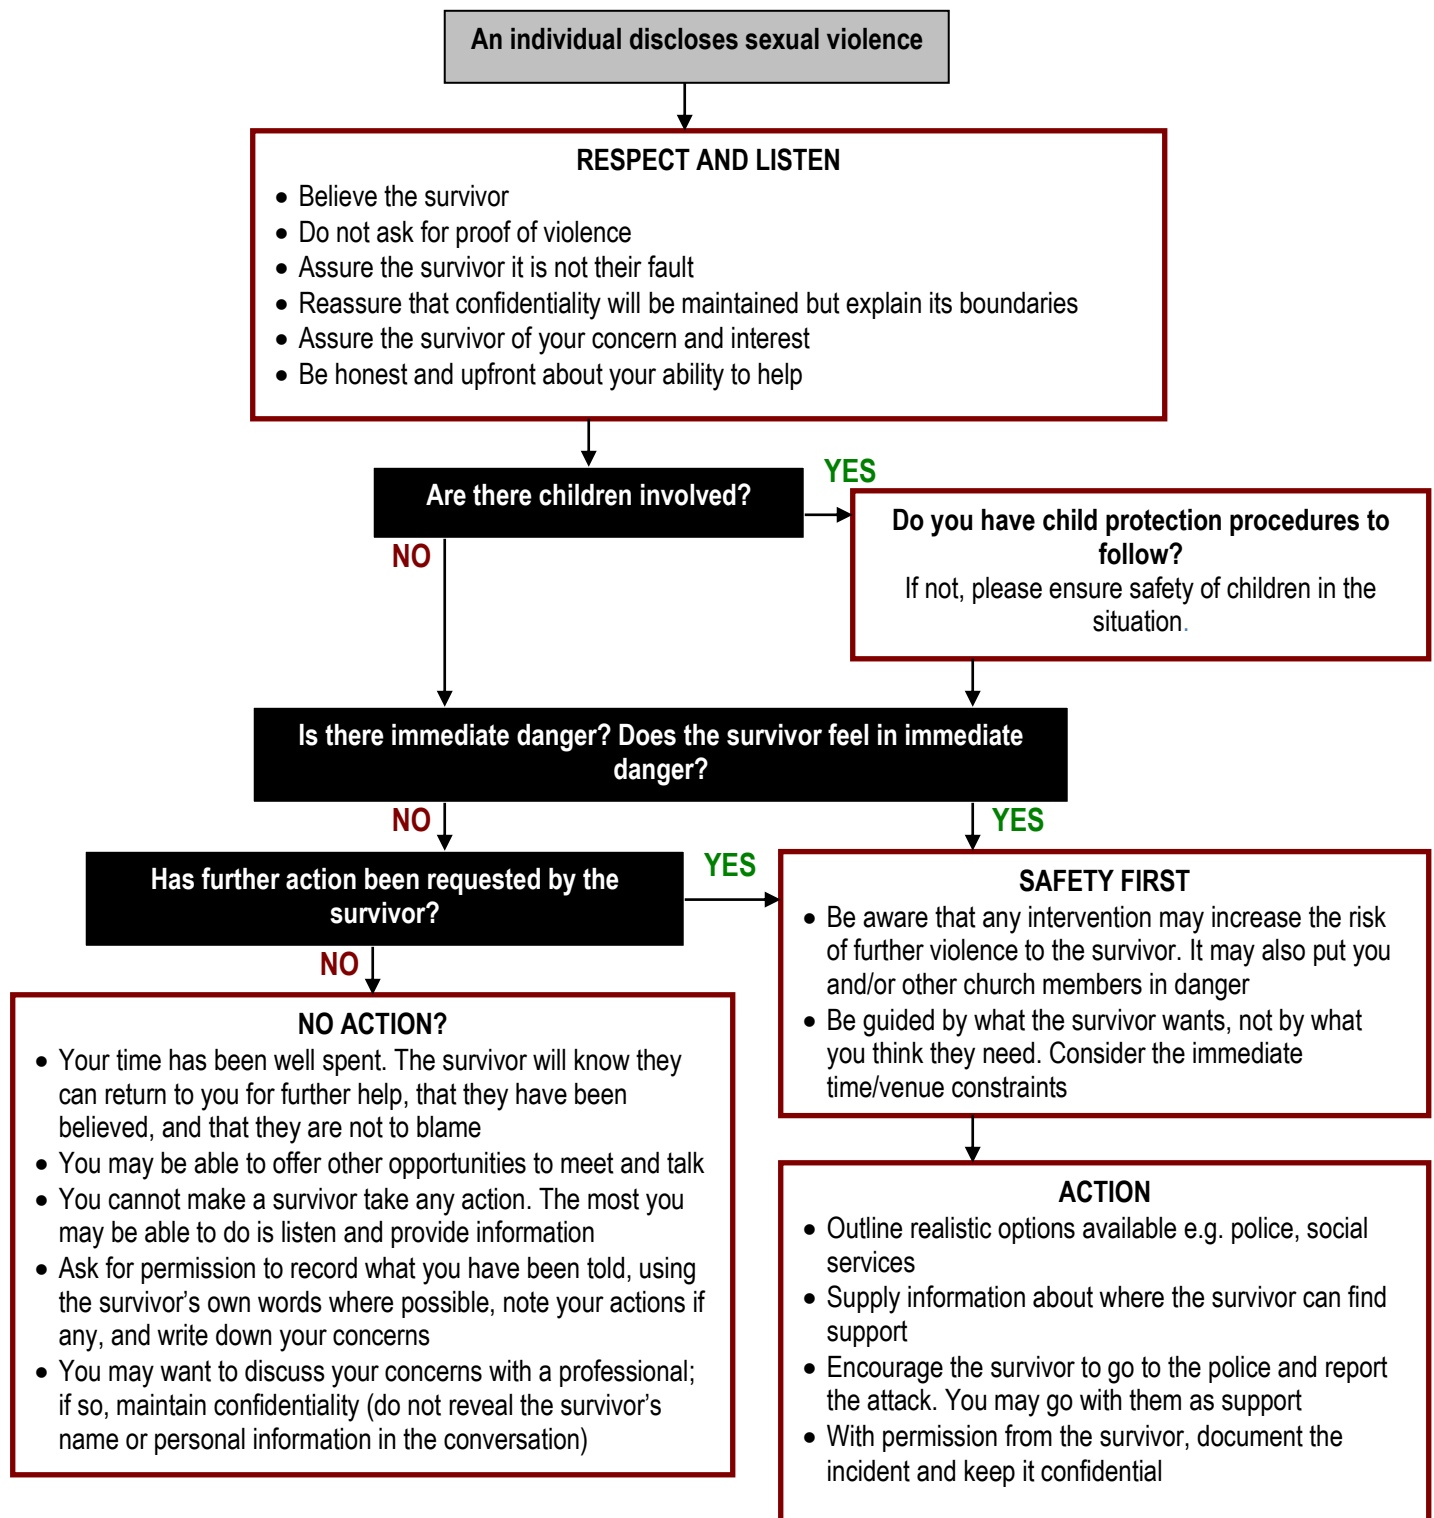 An individual discloses sexual violence
RESPECT AND LISTEN
• Believe the survivor
• Do not ask for proof of violence
• Assure the survivor it is not their fault
• Reassure that confidentiality will be maintained but explain its boundaries
• Assure the survivor of your concern and interest
• Be honest and upfront about your ability to help
Are there children involved?
YES
NO
Do you have child protection procedures to
follow?
If not, please ensure safety of children in the
situation.
Is there immediate danger? Does the survivor feel in immediate
danger?
NO
YES
Has further action been requested by the
survivor?
YES
NO
SAFETY FIRST
• Be aware that any intervention may increase the risk
of further violence to the survivor. It may also put you
and/or other church members in danger
• Be guided by what the survivor wants, not by what
you think they need. Consider the immediate
time/venue constraints
NO ACTION?
• Your time has been well spent. The survivor will know they
can return to you for further help, that they have been
believed, and that they are not to blame
• You may be able to offer other opportunities to meet and talk
• You cannot make a survivor take any action. The most you
may be able to do is listen and provide information
• Ask for permission to record what you have been told, using
the survivor’s own words where possible, note your actions if
any, and write down your concerns
• You may want to discuss your concerns with a professional;
if so, maintain confidentiality (do not reveal the survivor’s
name or personal information in the conversation)
ACTION
• Outline realistic options available e.g. police, social
services
• Supply information about where the survivor can find
support
• Encourage the survivor to go to the police and report
the attack. You may go with them as support
• With permission from the survivor, document the
incident and keep it confidential